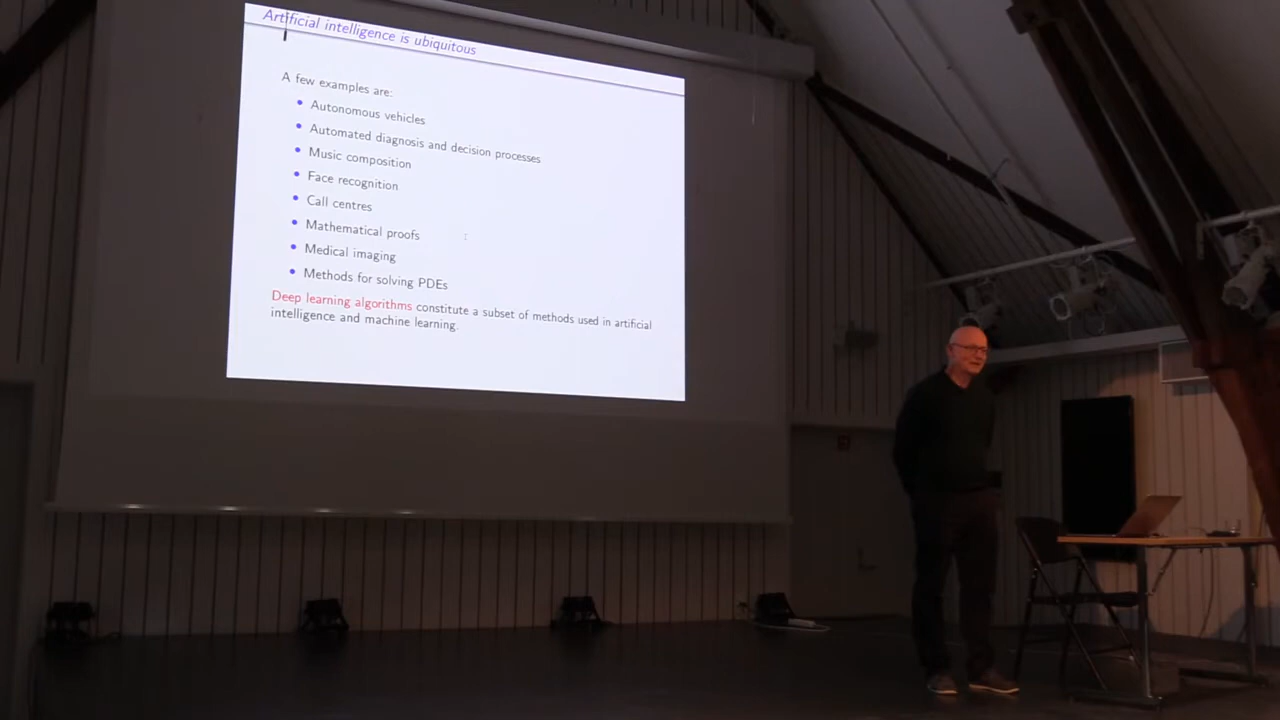 Artificial intelligence is ubiquitous
A few examples are:
Autonomous vehicles
Automated diagnosis and decision processes
Music composition
Face recognition
Call centres
Mathematical proofs
Medical imaging
Methods for solving PDEs
Deep learning algorithms constitute a subset of methods used in artificial
intelligence and machine learning.